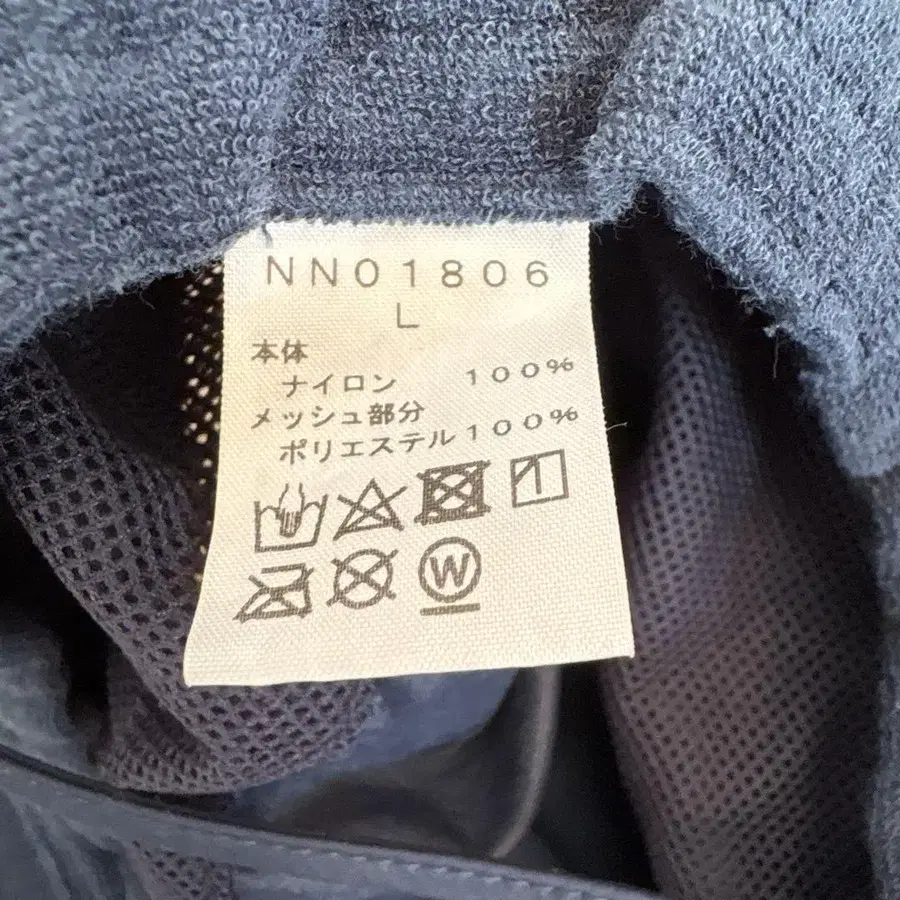 NN01806
L
本体
ナイロン 100%
メッシュ部分
ポリエステル100%
W